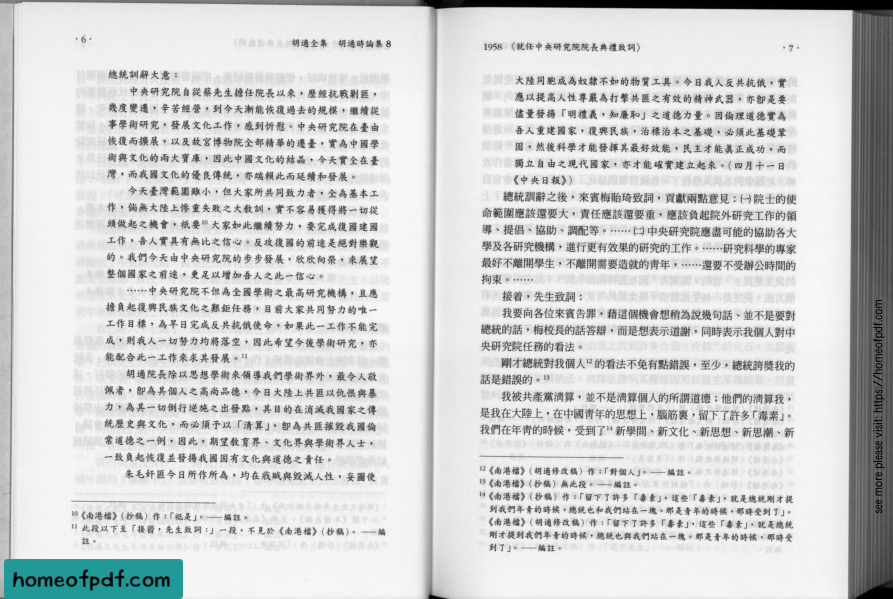 ·6·
胡適全集　胡適時論集 8
總統訓辭大意：
中央研究院自從蔡先生擔任院長以來，歷經抗戰剿匪，
幾度變遷，辛苦經營，到今天漸能恢復過去的規模，繼續從
事學術研究，發展文化工作，感到忻慰。中央研究院在臺由
恢復而擴展，以及故宮博物院全部精華的遷臺，實為中國學
術與文化的兩大寶庫，因此中國文化的結晶，今天實全在臺
灣，而我國文化的優良傳統，亦端賴此而延續和發展。
今天臺灣範圍雖小，但大家所共同致力者，全為基本工
作，倘無大陸上慘重失敗之大教訓，實不容易獲得將一切從
頭做起之機會，祇要10大家如此繼續努力，要完成復國建國
工作，吾人實具有無比之信心。反攻復國的前途是絕對樂觀
的。我們今天由中央研究院的步步發展，欣欣向榮，來展望
整個國家之前途，更足以增加吾人之此一信心。
……中央研究院不但為全國學術之最高研究機構，且應
擔負起復興民族文化之艱鉅任務，目前大家共同努力的唯一
工作目標，為早日完成反共抗俄使命，如果此一工作不能完
成，則我人一切努力均將落空，因此希望今後學術研究，亦
能配合此一工作來求其發展。11
胡適院長除以思想學術來領導我們學術界外，最令人敬
佩者，卽為其個人之高尚品德，今日大陸上共匪以仇恨與暴
力，為其一切倒行逆施之出發點，其目的在消滅我國家之傳
統歷史與文化，而必須予以「清算」，卽為共匪摧毀我國倫
常道德之一例，因此，期望教育界、文化界與學術界人士，
一致負起恢復並發揚我國固有文化與道德之責任。
朱毛奸匪今日所作所為，均在戕賊與毀滅人性，妄圖使
10《南港檔》（抄稿）作：「祇是」。——編註。
11 此段以下至「接着，先生致詞：」一段，不見於《南港檔》（抄稿）。——編
註。
1958 〈就任中央研究院院長典禮致詞〉
·7·
大陸同胞成為奴隸不如的物質工具。今日我人反共抗俄，實
應以提高人性尊嚴為打擊共匪之有效的精神武器，亦卽是要
儘量發揚「明禮義，知廉恥」之道德力量。因倫理道德實為
吾人重建國家，復興民族，治標治本之基礎，必須此基礎鞏
固，然後科學才能發揮其最好效能，民主才能眞正成功，而
獨立自由之現代國家，亦才能確實建立起來。（四月十一日
《中央日報》）
總統訓辭之後，來賓梅貽琦致詞，貢獻兩點意見：㈠院士的使
命範圍應該還要大，責任應該還要重，應該負起院外研究工作的領
導、提倡、協助、調配等。……㈡中央研究院應盡可能的協助各大
學及各研究機構，進行更有效果的研究的工作。……研究科學的專家
最好不離開學生，不離開需要造就的靑年，……還要不受辦公時間的
拘束。……
接着，先生致詞：
我要向各位來賓告罪，藉這個機會想稍為說幾句話、並不是要對
總統的話，梅校長的話答辯，而是想表示道謝，同時表示我個人對中
央研究院任務的看法。
剛才總統對我個人12的看法不免有點錯誤，至少，總統誇獎我的
話是錯誤的。13
我被共產黨清算，並不是清算個人的所謂道德；他們的清算我，
是我在大陸上，在中國靑年的思想上，腦筋裏，留下了許多「毒素」。
我們在年靑的時候，受到了14新學問、新文化、新思想、新思潮、新
12《南港檔》（胡適修改稿）作：「對個人」。——編註。
13《南港檔》（抄稿）無此段。——編註。
14《南港檔》（抄稿）作：「留下了許多「毒素」，這些「毒素」，就是總統剛才提
到我們年青的時候，總統也和我們站在一塊。那是青年的時候，那時受到了」。
《南港檔》（胡適修改稿）作：「留下了許多「毒素」，這些「毒素」，就是總統
剛才提到我們年青的時候，總統也與我們站在一塊。那是青年的時候，那時受
到了」。——編註。
homeofpdf.com
see more please visit: https://homeofpdf.com